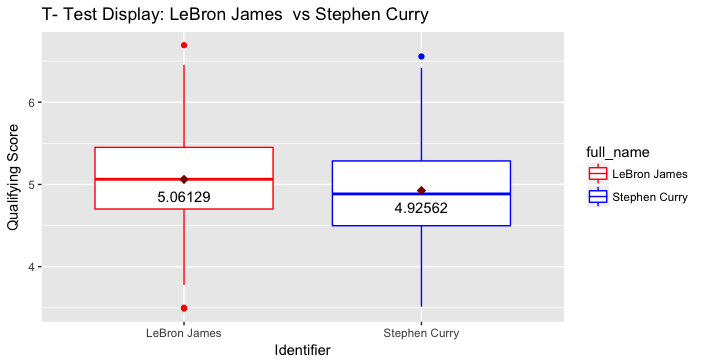 T- Test Display: LeBron James  vs Stephen Curry
Qualifying Score
6
5
4
5.06129
4.92562
LeBron James
Stephen Curry
Identifier
full_name
LeBron James
Stephen Curry